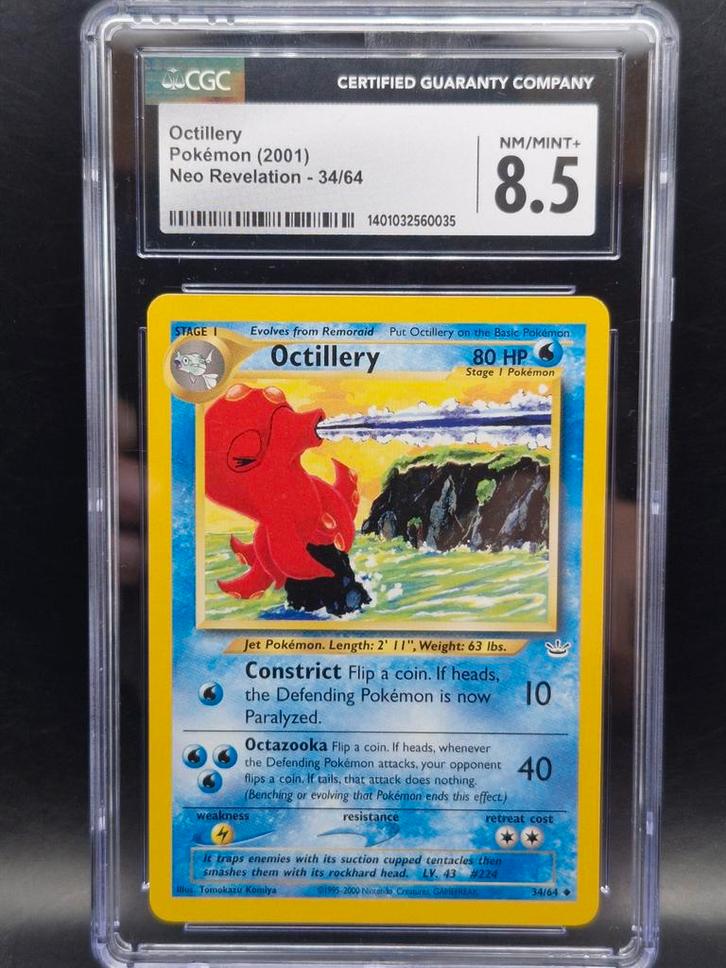 CGC
CERTIFIED GUARANTY COMPANY
Octillery
Pokémon (2001)
Neo Revelation - 34/64
NM/MINT+
8.5
1401032560035
STAGE 1 Evolves from Remoraid Put Octillery on the Basic Pokémon
Octillery 80 HP
Stage 1 Pokémon
Jet Pokémon. Length: 2' 11", Weight: 63 lbs.
Constrict Flip a coin. If heads,
the Defending Pokémon is now 10
Paralyzed.
Octazooka Flip a coin. If heads, whenever
the Defending Pokémon attacks, your opponent
flips a coin. If tails, that attack does nothing. 40
(Benching or evolving that Pokémon ends this effect.)
weakness resistance retreat cost
It traps enemies with its suction cupped tentacles then
smashes them with its rockhard head. LV. 43 #224
Illus. Tomokazu Komiya ©1995-2000 Nintendo, Creatures, GAMEFREAK. 34/64